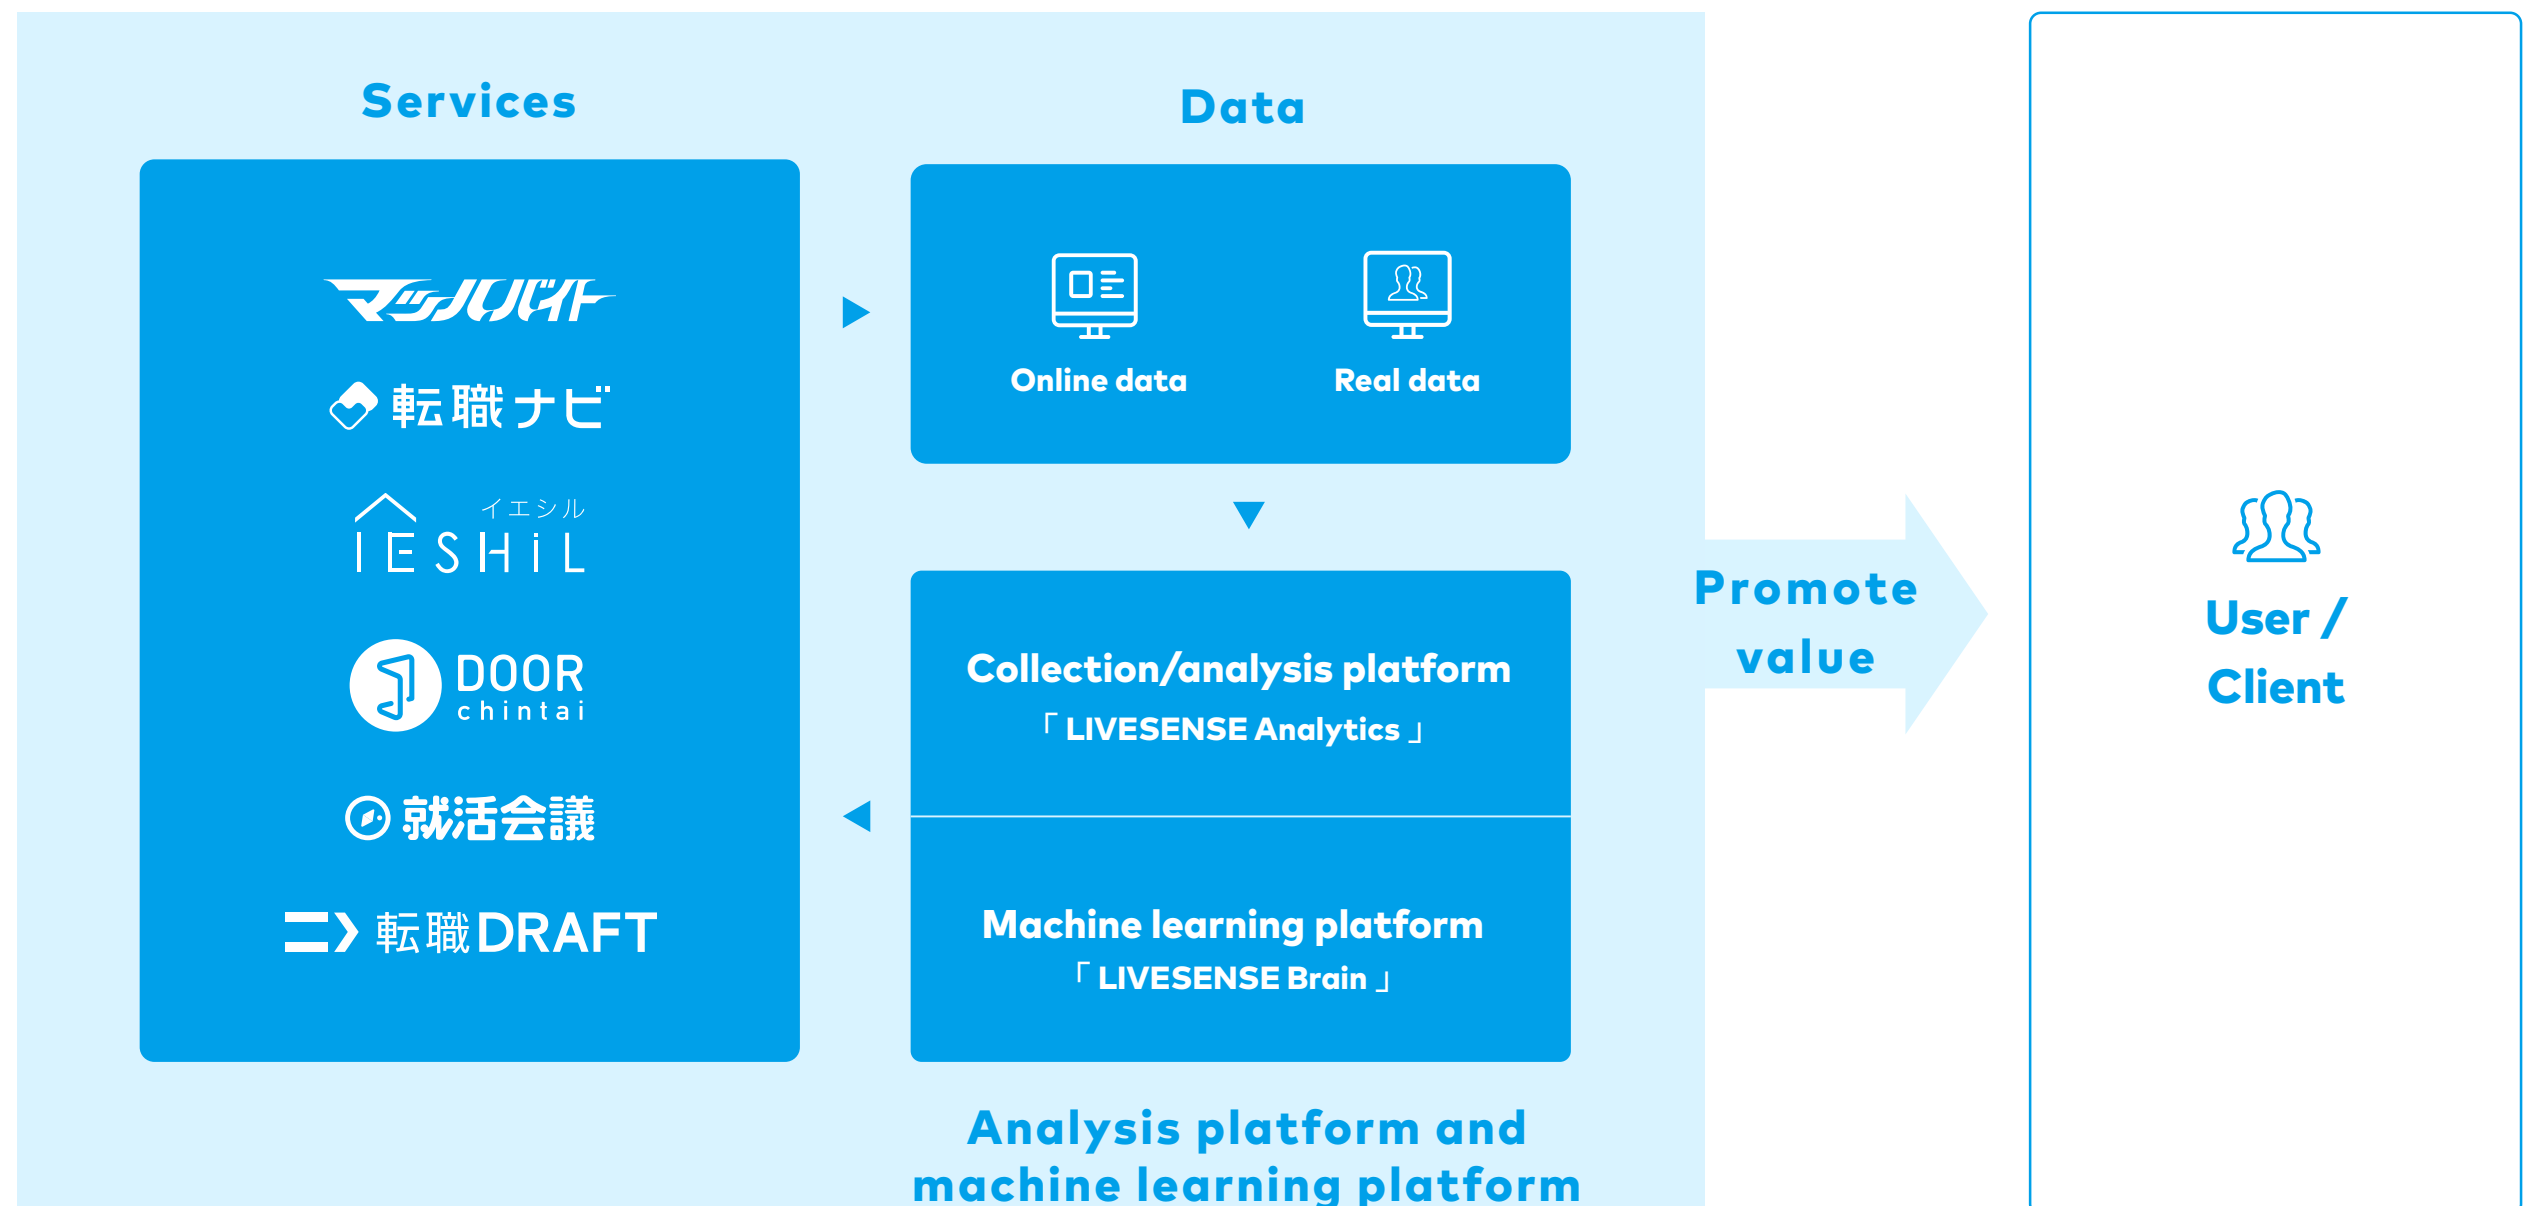 Services
マッハバイト
転職ナビ
イエシル
IESHIL
DOOR
chintai
就活会議
転職DRAFT
Data
Online data
Real data
Collection/analysis platform
「 LIVESENSE Analytics 」
Machine learning platform
「 LIVESENSE Brain 」
Analysis platform and
machine learning platform
Promote
value
User /
Client